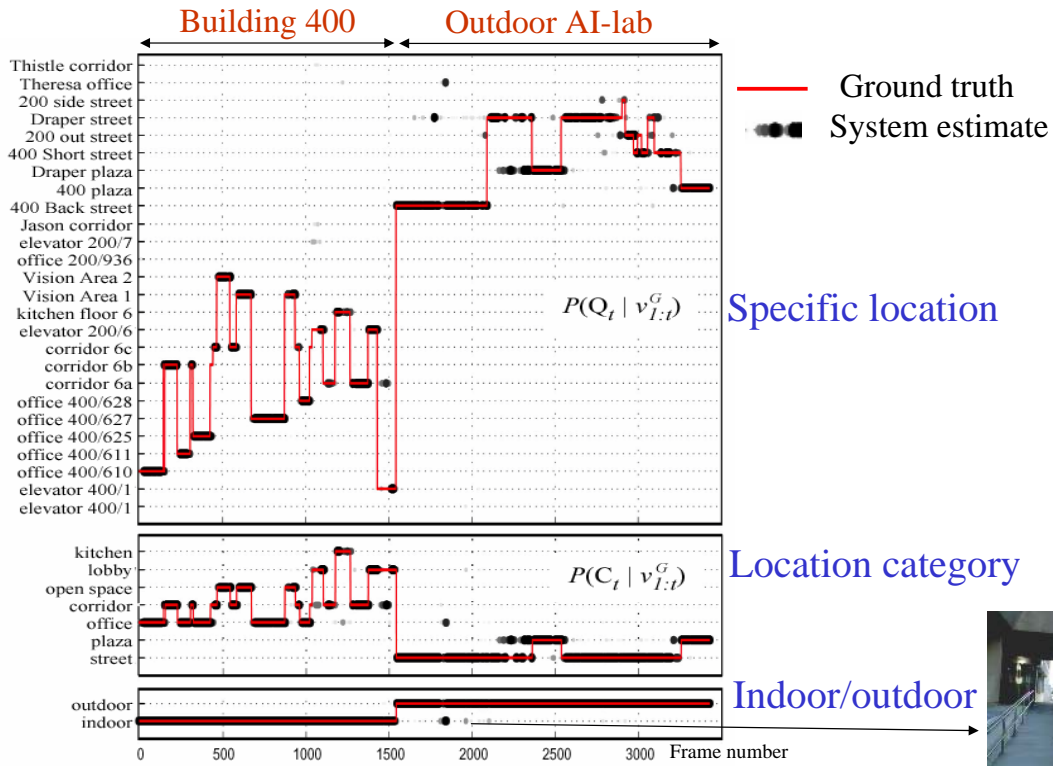 Building 400
Outdoor AI-lab
Ground truth
System estimate
Thistle corridor
Theresa office
200 side street
Draper street
200 out street
400 Short street
Draper plaza
400 plaza
400 Back street
Jason corridor
elevator 200/7
office 200/936
Vision Area 2
Vision Area 1
kitchen floor 6
elevator 200/6
corridor 6c
corridor 6b
corridor 6a
office 400/628
office 400/627
office 400/625
office 400/611
office 400/610
elevator 400/1
elevator 400/1
P(Q_t | v^G_{1:t})
Specific location
kitchen
lobby
open space
corridor
office
plaza
street
P(C_t | v^G_{1:t})
Location category
outdoor
indoor
Indoor/outdoor
0 500 1000 1500 2000 2500 3000
Frame number